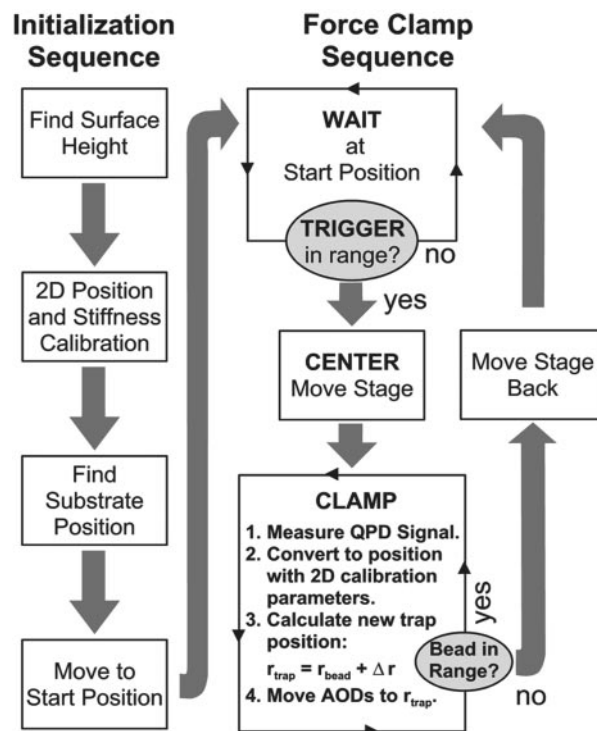 Initialization
Sequence
Find Surface
Height
2D Position
and Stiffness
Calibration
Find
Substrate
Position
Move to
Start Position
Force Clamp
Sequence
WAIT
at
Start Position
TRIGGER
in range?
no
yes
CENTER
Move Stage
Move Stage
Back
CLAMP
1. Measure QPD Signal.
2. Convert to position
with 2D calibration
parameters.
3. Calculate new trap
position:
r_trap = r_bead + Δ r
4. Move AODs to r_trap.
yes
Bead in
Range?
no